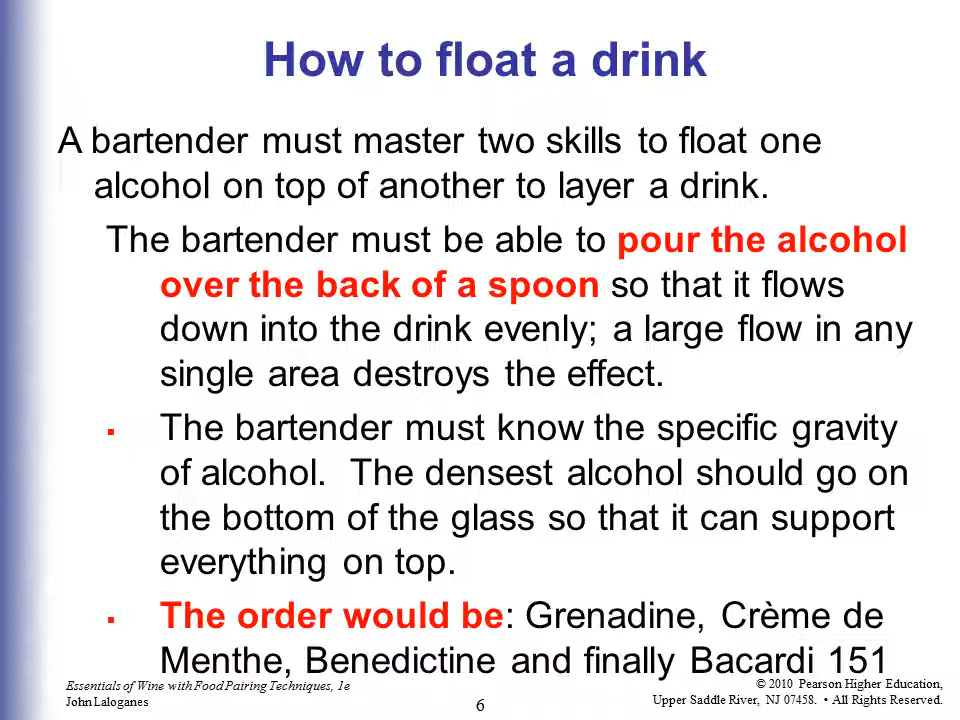 How to float a drink
A bartender must master two skills to float one
alcohol on top of another to layer a drink.
The bartender must be able to pour the alcohol
over the back of a spoon so that it flows
down into the drink evenly; a large flow in any
single area destroys the effect.
▪ The bartender must know the specific gravity
of alcohol.  The densest alcohol should go on
the bottom of the glass so that it can support
everything on top.
▪ The order would be: Grenadine, Crème de
Menthe, Benedictine and finally Bacardi 151
Essentials of Wine with Food Pairing Techniques, 1e
John Laloganes
6
© 2010 Pearson Higher Education,
Upper Saddle River, NJ 07458. • All Rights Reserved.